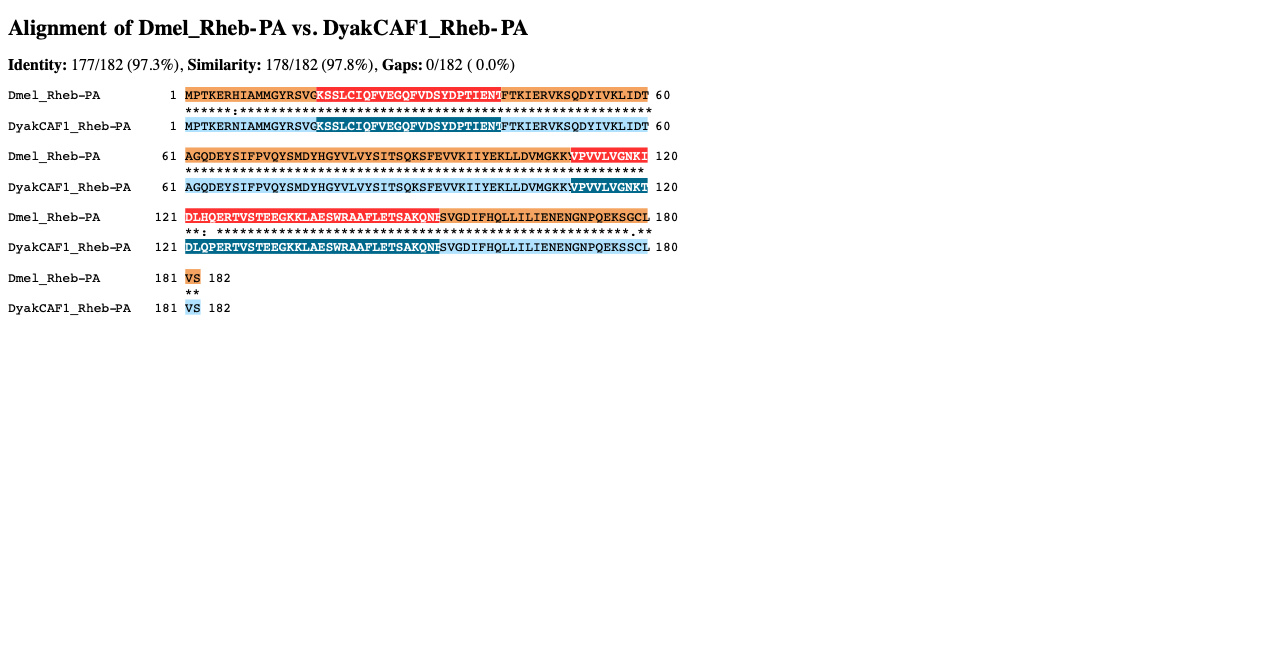 Alignment of Dmel_Rheb-PA vs. DyakCAF1_Rheb-PA
Identity: 177/182 (97.3%), Similarity: 178/182 (97.8%), Gaps: 0/182 ( 0.0%)
Dmel_Rheb-PA 1 MPTKERHIAMMGYRSVGKSSLCIQFVEGQFVDSYDPTIENTFTKIERVKSQDYIVKLIDT 60
******:*****************************************************
DyakCAF1_Rheb-PA 1 MPTKERNIAMMGYRSVGKSSLCIQFVEGQFVDSYDPTIENTFTKIERVKSQDYIVKLIDT 60
Dmel_Rheb-PA 61 AGQDEYSIFPVQYSMDYHGYVLVYSITSQKSFEVVKIIYEKLLDVMGKKYVPVVLVGNKI 120
***********************************************************
DyakCAF1_Rheb-PA 61 AGQDEYSIFPVQYSMDYHGYVLVYSITSQKSFEVVKIIYEKLLDVMGKKYVPVVLVGNKT 120
Dmel_Rheb-PA 121 DLHQERTVSTEEGKKLAESWRAAFLETSAKQNESVGDIFHQLLILIENENGNPQEKSGCL 180
**: *****************************************************.**
DyakCAF1_Rheb-PA 121 DLQPERTVSTEEGKKLAESWRAAFLETSAKQNESVGDIFHQLLILIENENGNPQEKSSCL 180
Dmel_Rheb-PA 181 VS 182
**
DyakCAF1_Rheb-PA 181 VS 182